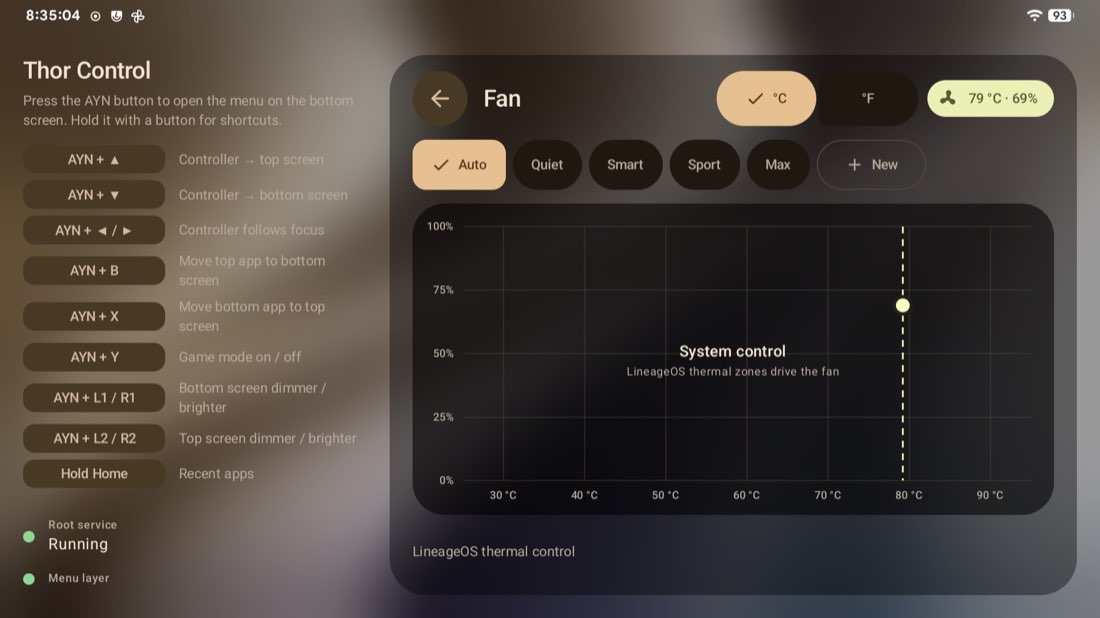 8:35:04
93
Thor Control
Press the AYN button to open the menu on the bottom
screen. Hold it with a button for shortcuts.
AYN + ▲ Controller → top screen
AYN + ▼ Controller → bottom screen
AYN + ◄ / ► Controller follows focus
AYN + B Move top app to bottom
screen
AYN + X Move bottom app to top
screen
AYN + Y Game mode on / off
AYN + L1 / R1 Bottom screen dimmer /
brighter
AYN + L2 / R2 Top screen dimmer / brighter
Hold Home Recent apps
Root service
Running
Menu layer
Fan
°C
°F
79 °C · 69%
Auto
Quiet
Smart
Sport
Max
New
100%
75%
50%
25%
0%
System control
LineageOS thermal zones drive the fan
30 °C 40 °C 50 °C 60 °C 70 °C 80 °C 90 °C
LineageOS thermal control